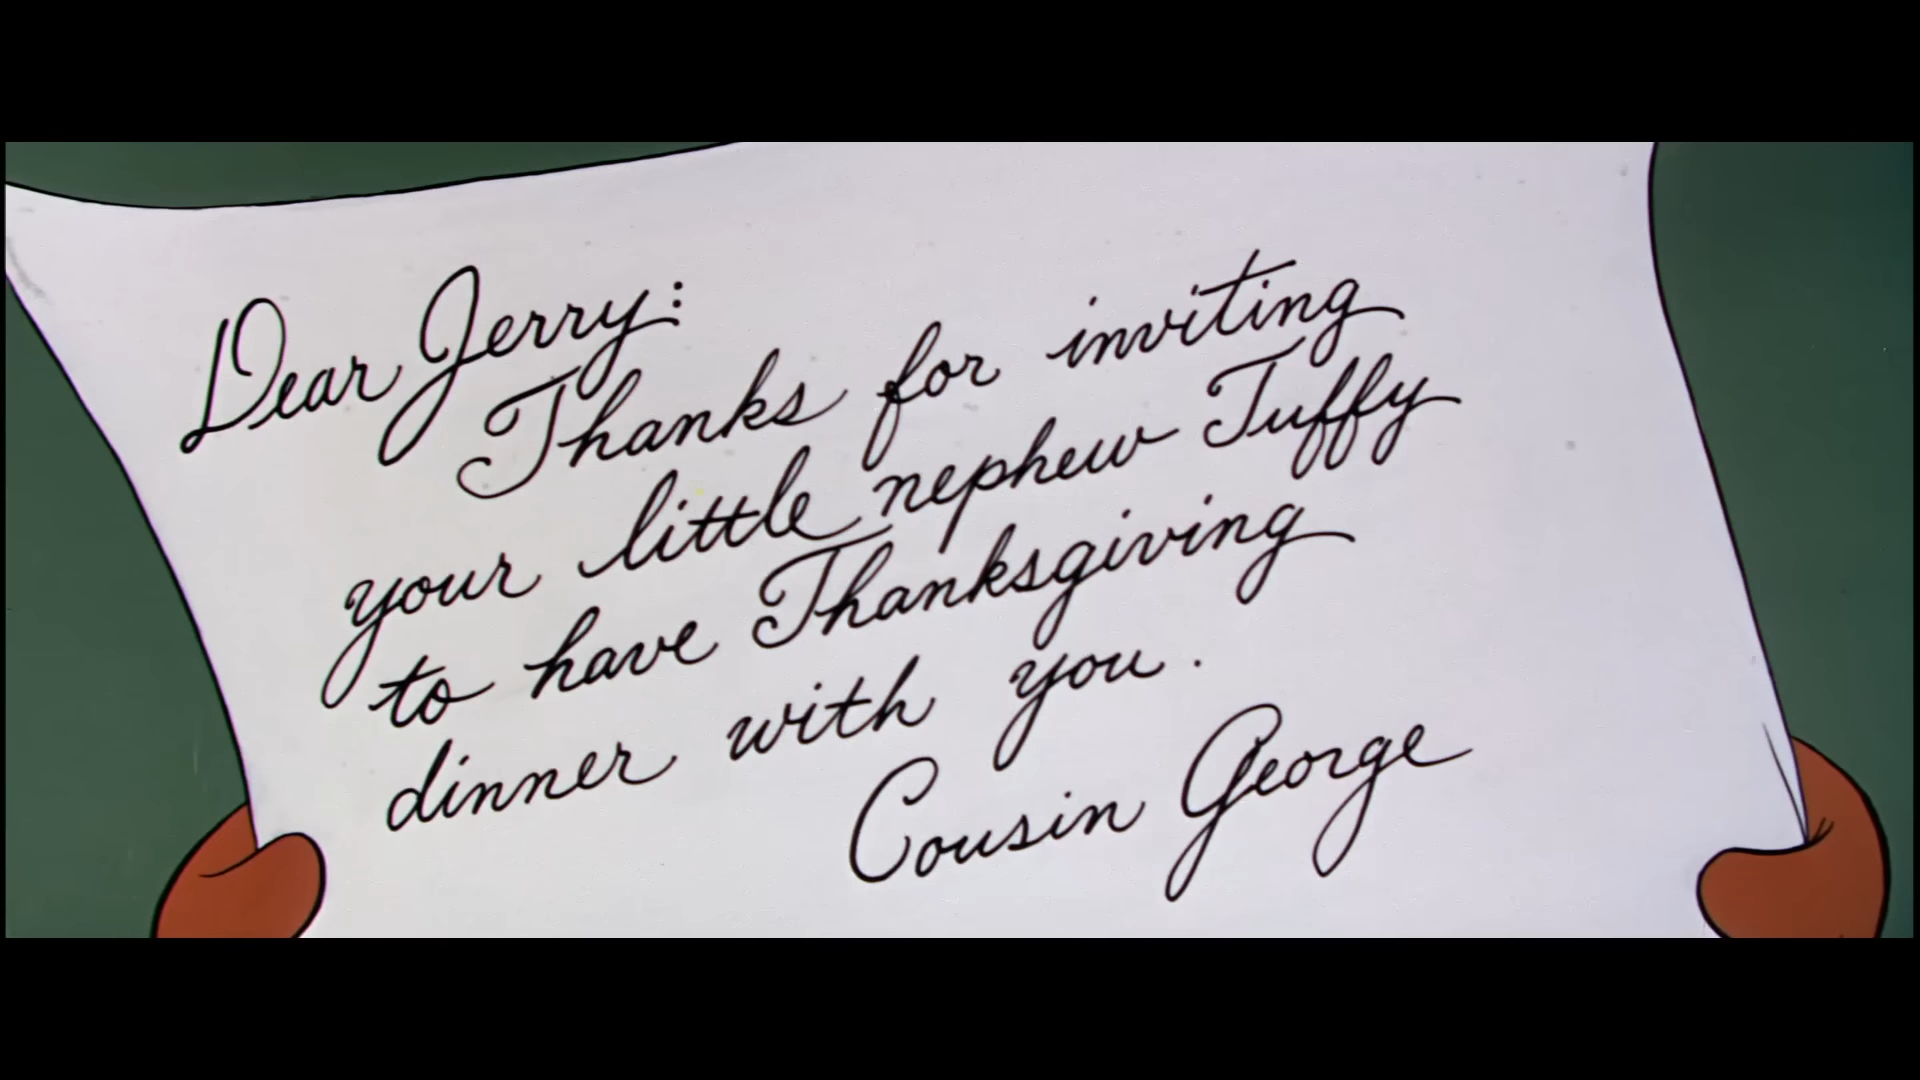 Dear Jerry:
Thanks for inviting
your little nephew Tuffy
to have Thanksgiving
dinner with you.
Cousin George